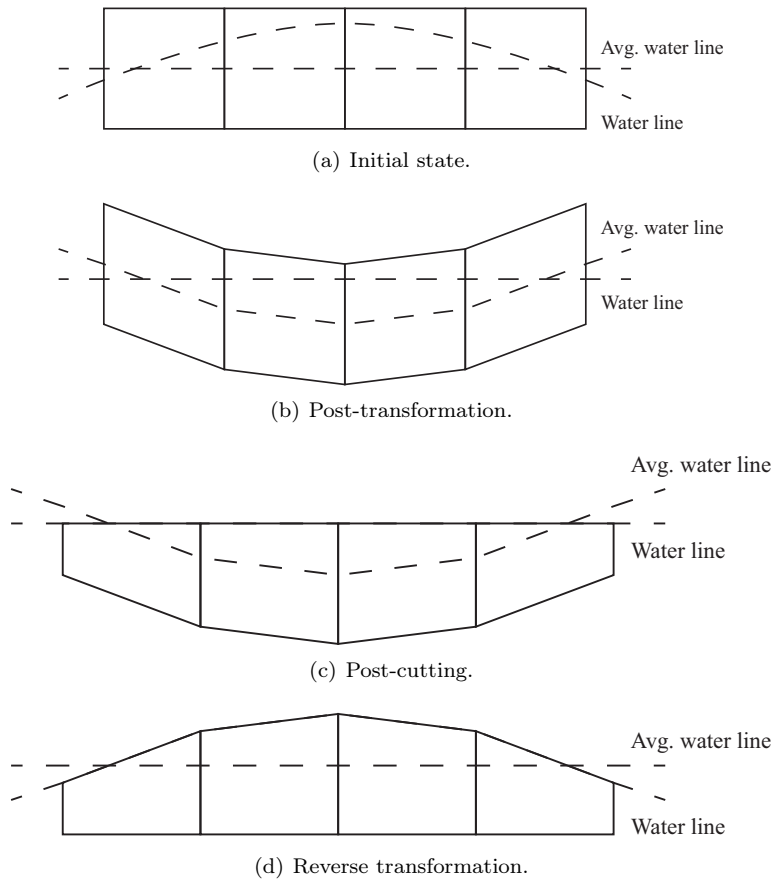 Avg. water line
Water line
(a) Initial state.
Avg. water line
Water line
(b) Post-transformation.
Avg. water line
Water line
(c) Post-cutting.
Avg. water line
Water line
(d) Reverse transformation.